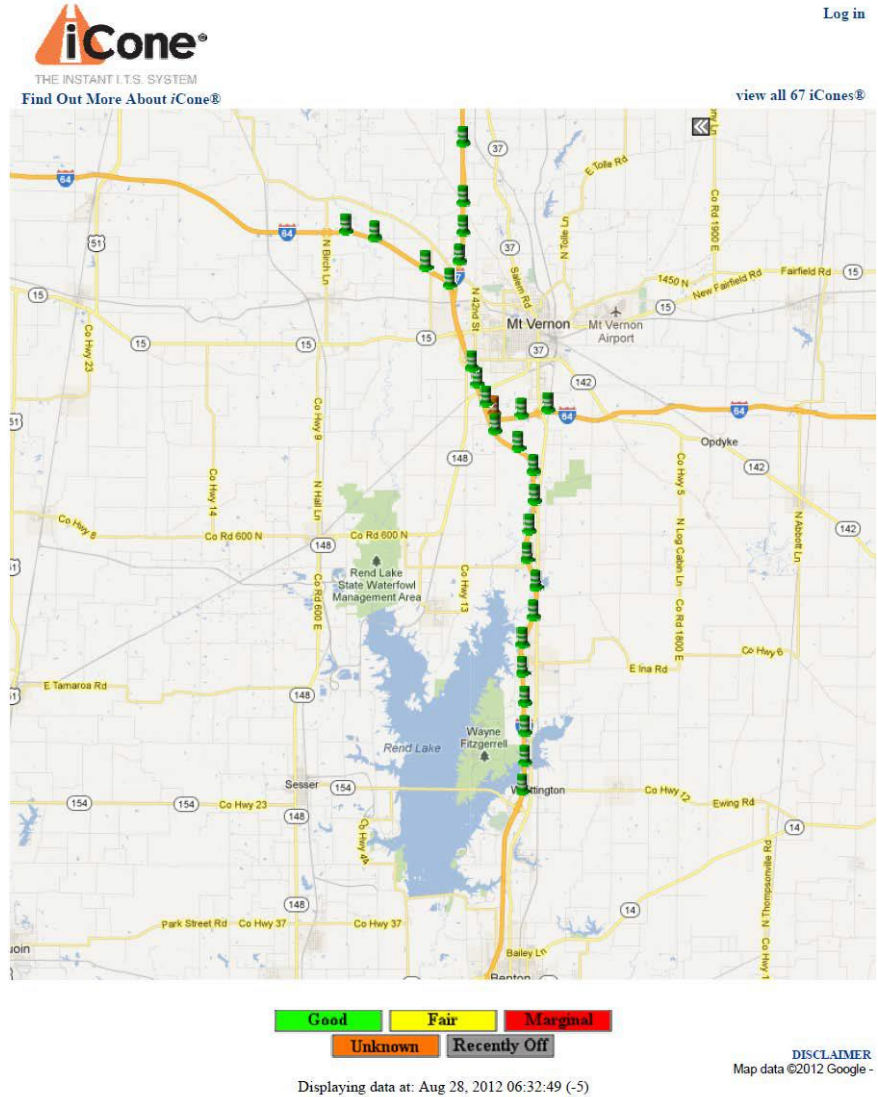 Log in
iCone®
THE INSTANT I.T.S. SYSTEM
Find Out More About iCone®
view all 67 iCones®
37
E Tolle Rd
Co Rd 1900 E
64
51
N Birch Ln
64
N Tolle Ln
37
Salem Rd
1450 N
New Fairfield Rd
Fairfield Rd
15
15
15
N 42nd St
Mt Vernon
Mt Vernon
Airport
Co Hwy 23
15
15
15
37
142
64
64
51
Co Hwy 9
148
Opdyke
142
Co Hwy 14
N Hall Ln
Co Hwy 5
N Abbott Ln
Co Hwy 8
Co Rd 600 N
148
Co Rd 600 N
142
N Log Cabin Ln
Rend Lake
State Waterfowl
Management Area
Co Hwy 13
Co Rd 600 E
Co Rd 1800 E
Co Hwy 6
E Ina Rd
E Tamaroa Rd
148
Rend Lake
Wayne
Fitzgerrell
Sesser
154
154
154
Co Hwy 23
Co Hwy 12
Ewing Rd
148
14
N Thompsonville Rd
148
14
Park Street Rd
Co Hwy 37
Co Hwy 37
Bailey Ln
Benton
Good
Fair
Marginal
Unknown
Recently Off
DISCLAIMER
Map data ©2012 Google -
Displaying data at: Aug 28, 2012 06:32:49 (-5)